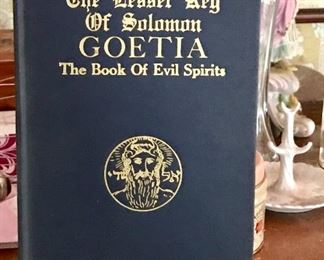 The Lesser Key
Of Solomon
GOETIA
The Book Of Evil Spirits